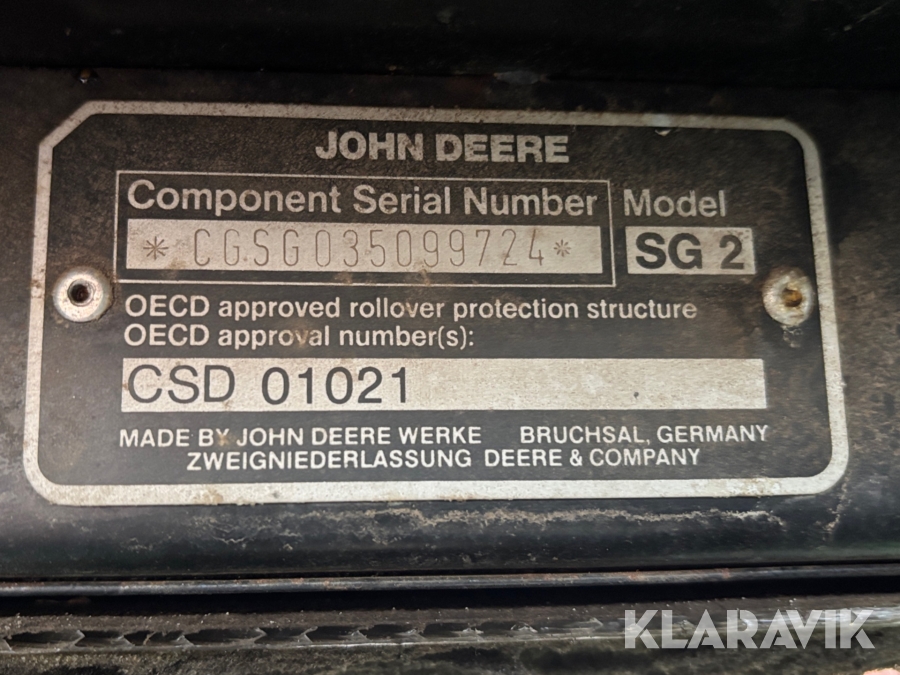 JOHN DEERE
Component Serial Number Model
*CGSG035099724* SG 2
OECD approved rollover protection structure
OECD approval number(s):
CSD 01021
MADE BY JOHN DEERE WERKE BRUCHSAL, GERMANY
ZWEIGNIEDERLASSUNG DEERE & COMPANY
KLARAVIK